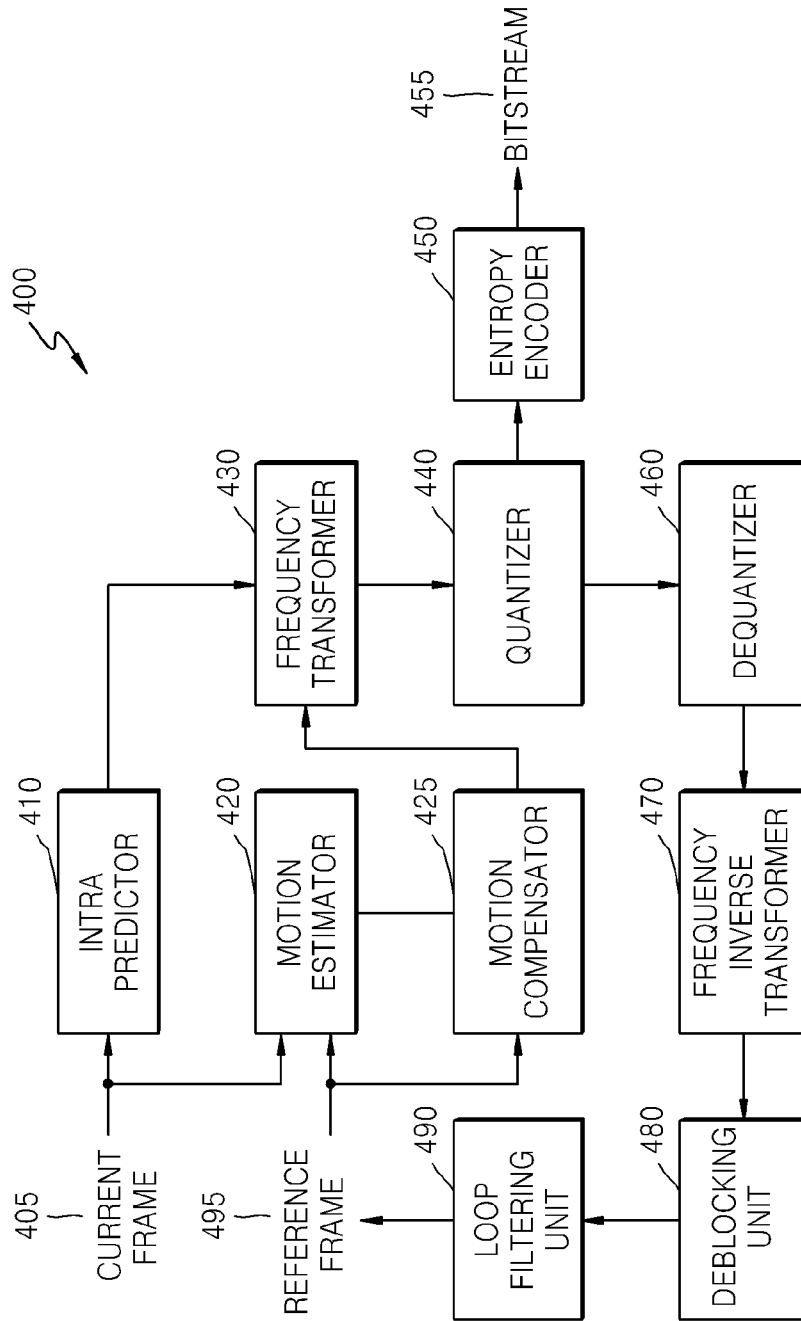 400
405
CURRENT
FRAME
410
INTRA
PREDICTOR
495
REFERENCE
FRAME
420
MOTION
ESTIMATOR
425
MOTION
COMPENSATOR
430
FREQUENCY
TRANSFORMER
440
QUANTIZER
450
ENTROPY
ENCODER
455
BITSTREAM
460
DEQUANTIZER
470
FREQUENCY
INVERSE
TRANSFORMER
480
DEBLOCKING
UNIT
490
LOOP
FILTERING
UNIT